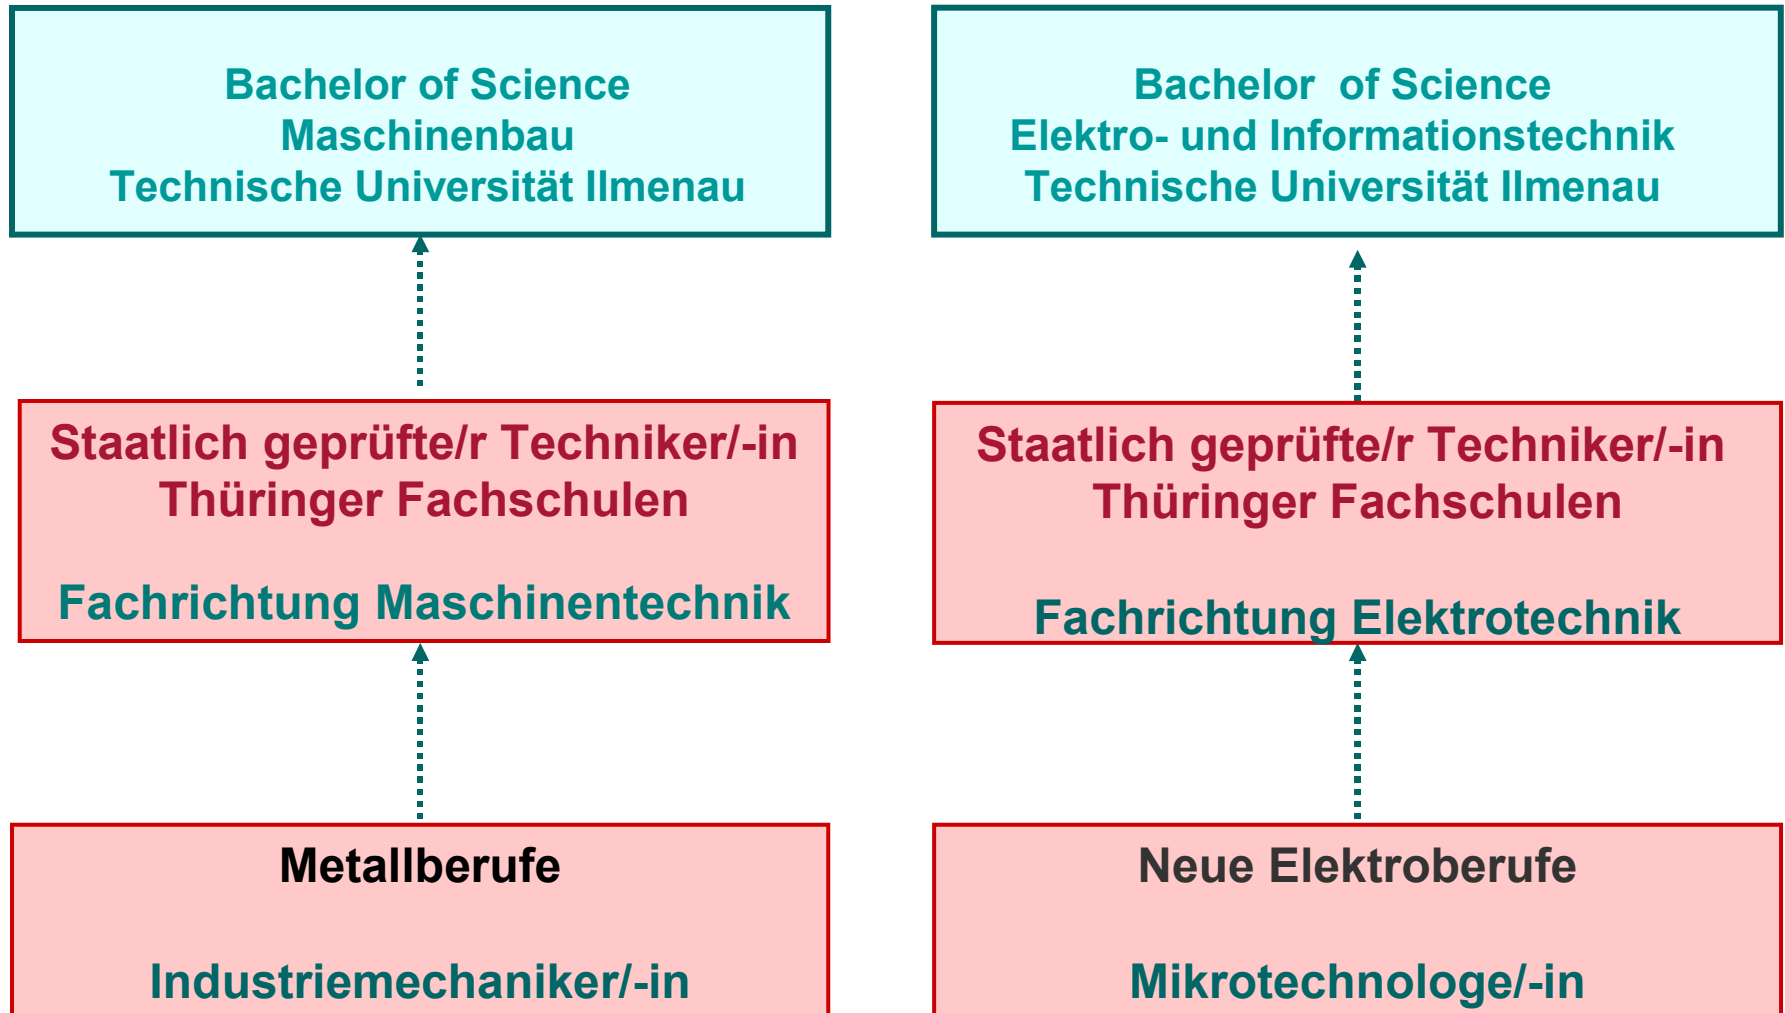 Bachelor of Science
Maschinenbau
Technische Universität Ilmenau
Bachelor of Science
Elektro- und Informationstechnik
Technische Universität Ilmenau
Staatlich geprüfte/r Techniker/-in
Thüringer Fachschulen
Fachrichtung Maschinentechnik
Staatlich geprüfte/r Techniker/-in
Thüringer Fachschulen
Fachrichtung Elektrotechnik
Metallberufe
Industriemechaniker/-in
Neue Elektroberufe
Mikrotechnologe/-in